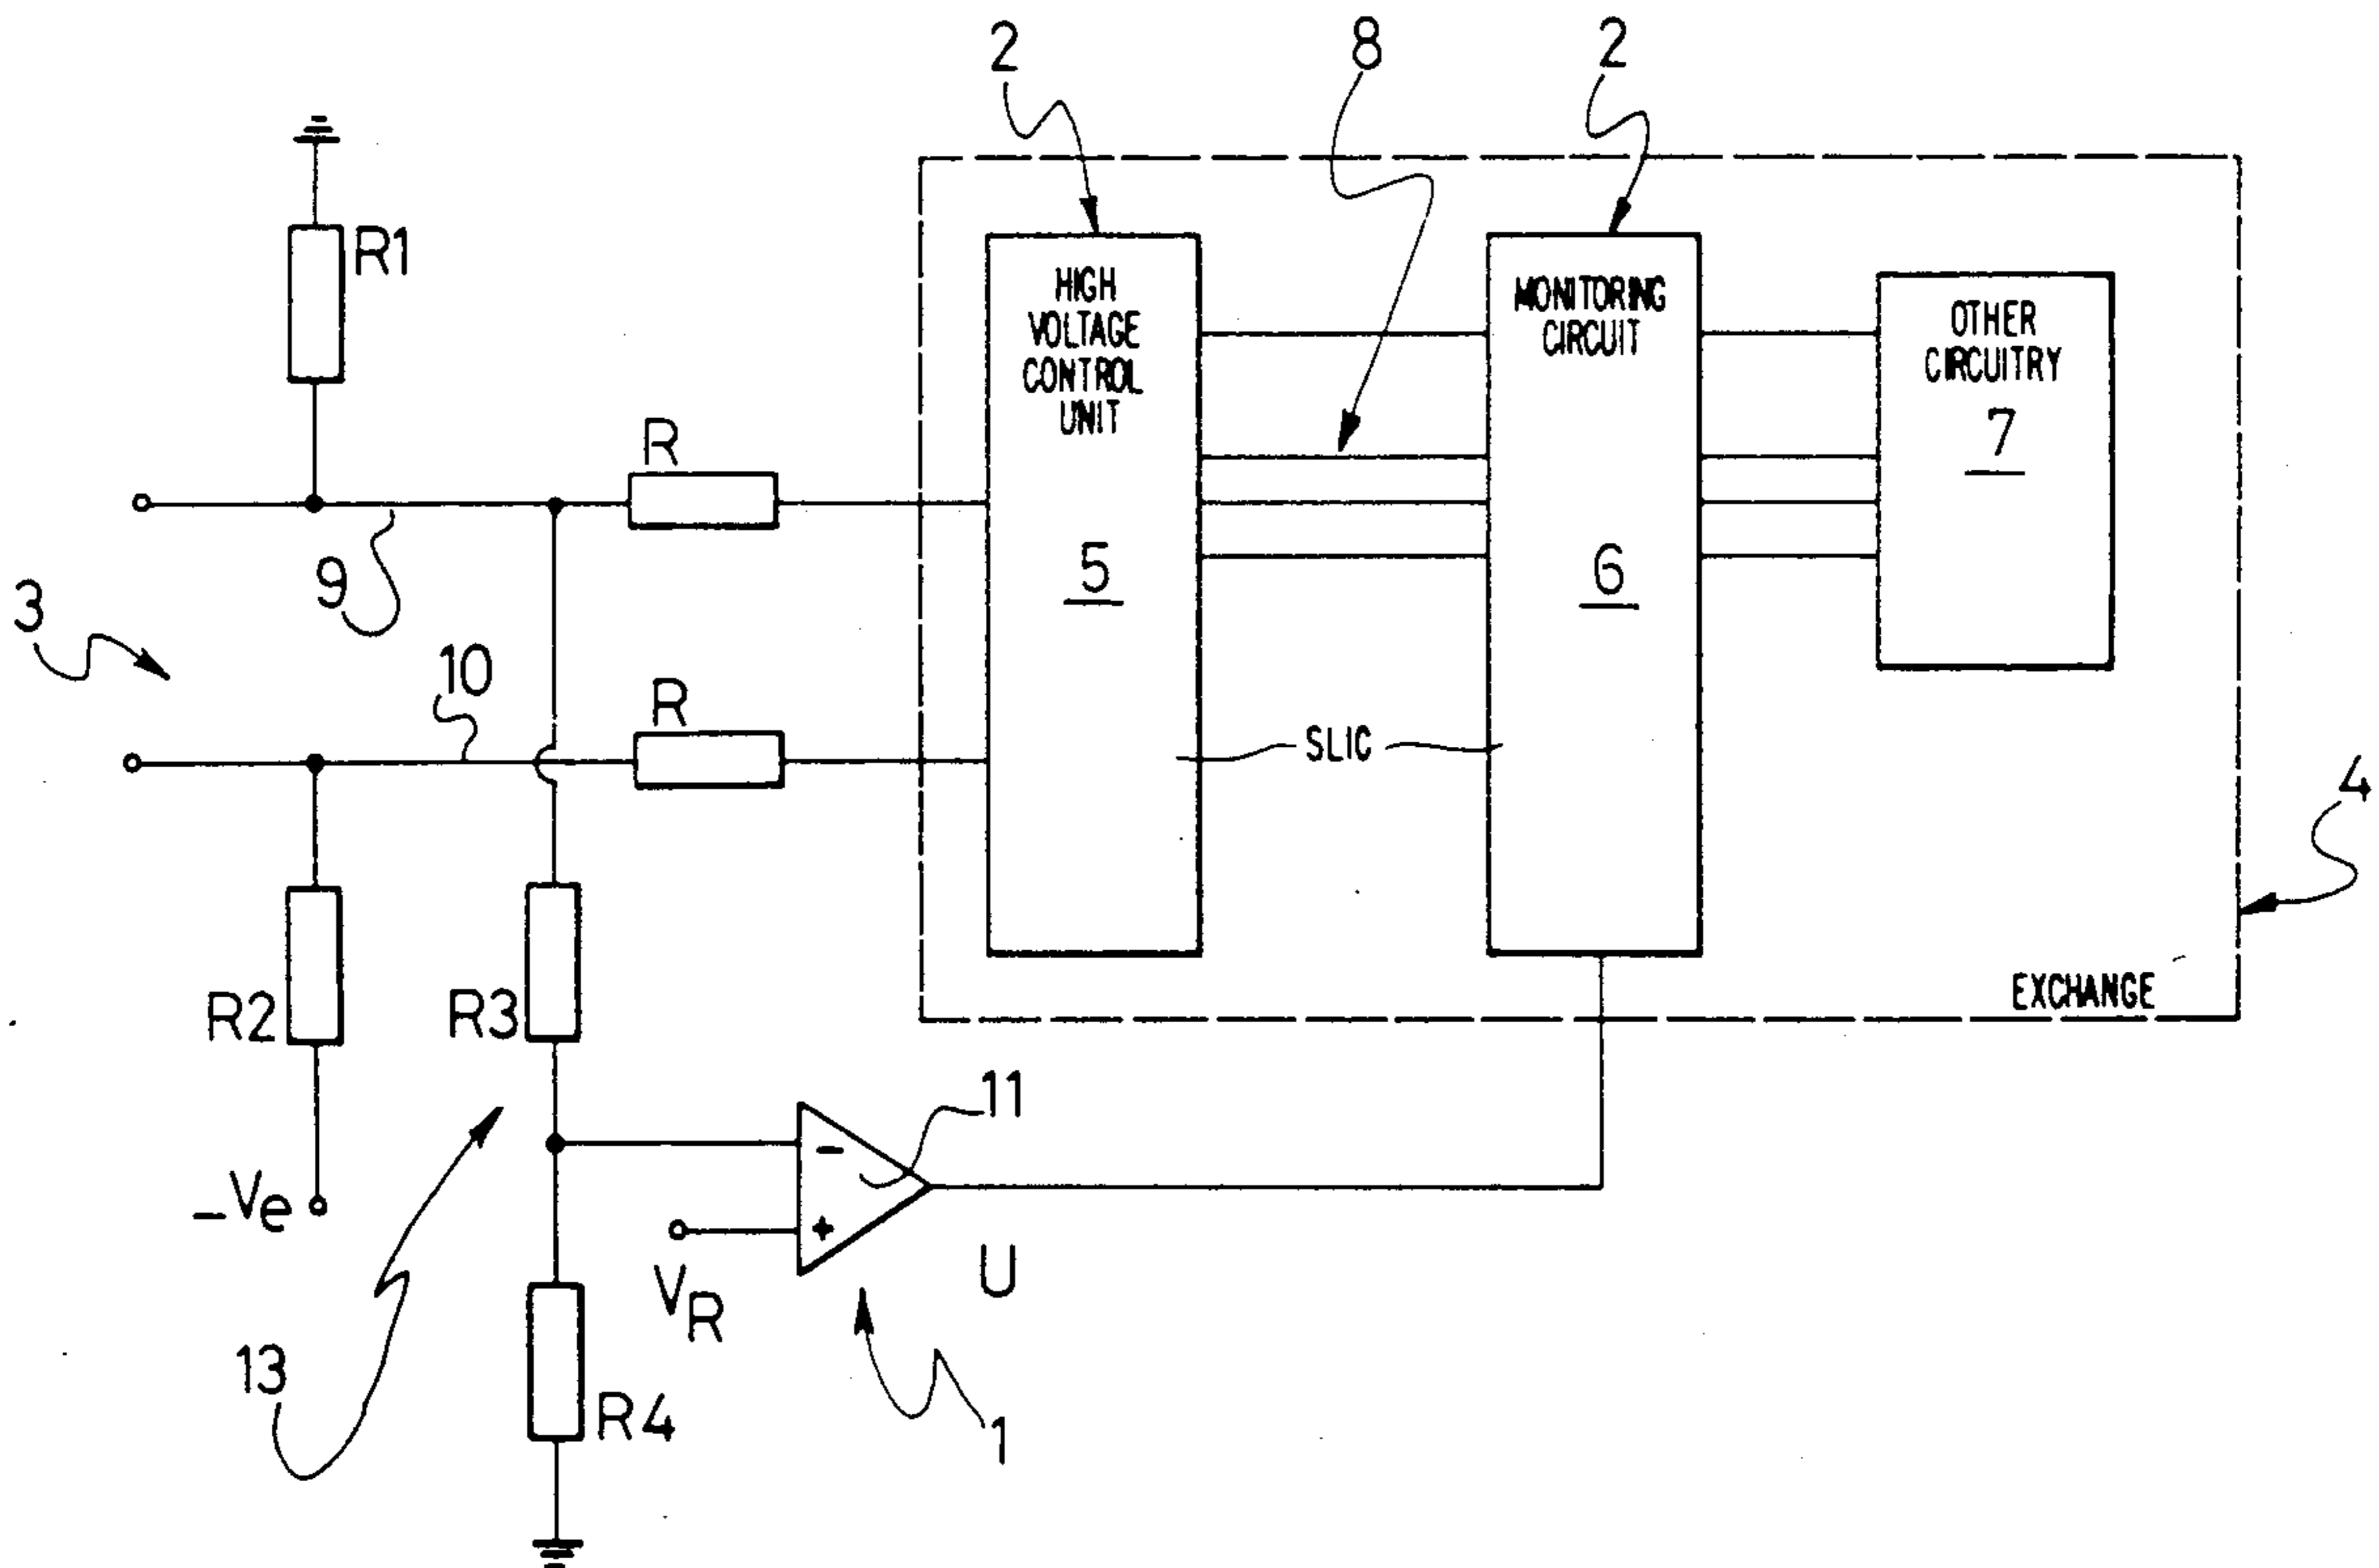 2
8
2
R1
HIGH
VOLTAGE
CONTROL
UNIT
MONITORING
CIRCUIT
OTHER
CIRCUITRY
7
R
9
5
6
3
10
R
SLIC
4
R2
R3
EXCHANGE
11
-
-Ve
+
VR
U
13
R4
1